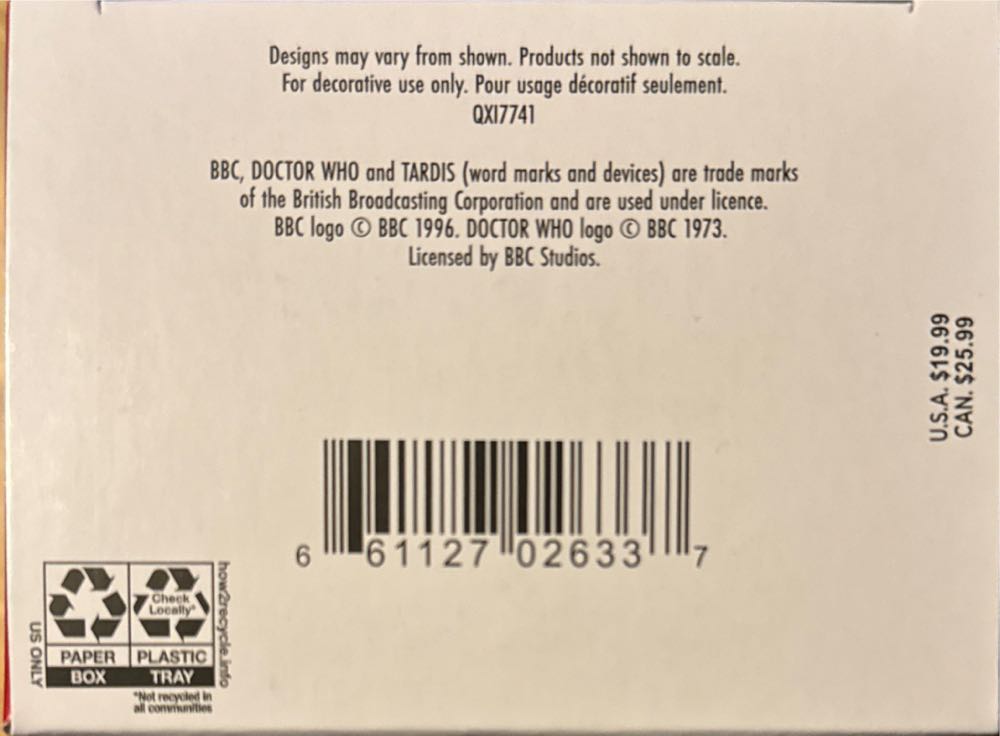 Designs may vary from shown. Products not shown to scale.
For decorative use only. Pour usage décoratif seulement.
QXI7741
BBC, DOCTOR WHO and TARDIS (word marks and devices) are trade marks
of the British Broadcasting Corporation and are used under licence.
BBC logo © BBC 1996. DOCTOR WHO logo © BBC 1973.
Licensed by BBC Studios.
U.S.A. $19.99
CAN. $25.99
6 61127 02633 7
US ONLY
Check
Locally*
PAPER
BOX
PLASTIC
TRAY
how2recycle.info
*Not recycled in
all communities